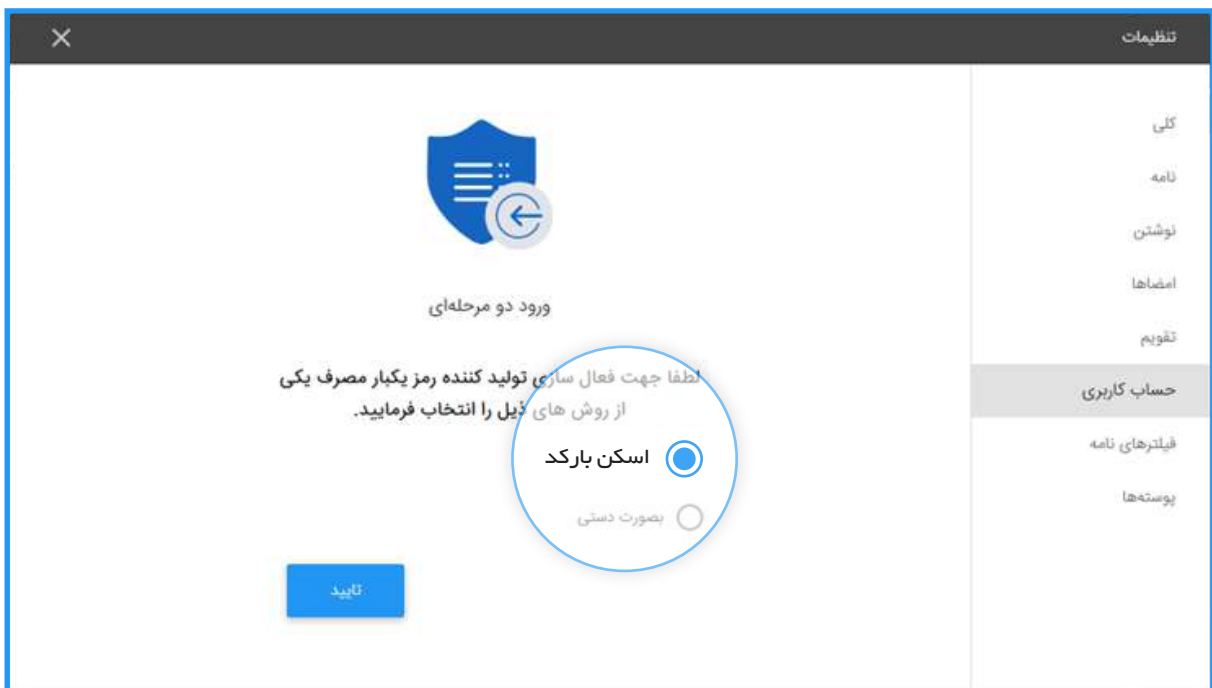 تنظیمات
کلی
نامه
نوشتن
امضاها
تقویم
حساب کاربری
فیلترهای نامه
پوسته‌ها
ورود دو مرحله‌ای
لطفا جهت فعال سازی تولید کننده رمز یکبار مصرف یکی
از روش های ذیل را انتخاب فرمایید.
اسکن بارکد
بصورت دستی
تایید